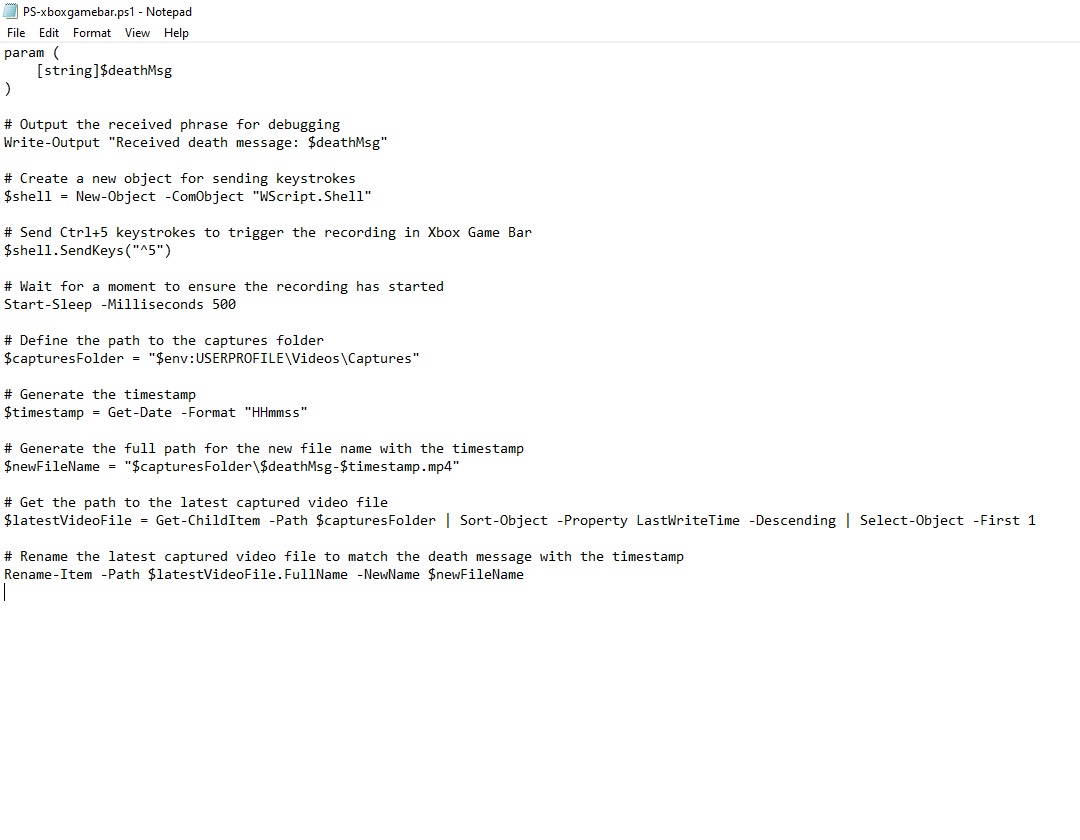 PS-xboxgamebar.ps1 - Notepad
File Edit Format View Help
param (
    [string]$deathMsg
)

# Output the received phrase for debugging
Write-Output "Received death message: $deathMsg"

# Create a new object for sending keystrokes
$shell = New-Object -ComObject "WScript.Shell"

# Send Ctrl+5 keystrokes to trigger the recording in Xbox Game Bar
$shell.SendKeys("^5")

# Wait for a moment to ensure the recording has started
Start-Sleep -Milliseconds 500

# Define the path to the captures folder
$capturesFolder = "$env:USERPROFILE\Videos\Captures"

# Generate the timestamp
$timestamp = Get-Date -Format "HHmmss"

# Generate the full path for the new file name with the timestamp
$newFileName = "$capturesFolder\$deathMsg-$timestamp.mp4"

# Get the path to the latest captured video file
$latestVideoFile = Get-ChildItem -Path $capturesFolder | Sort-Object -Property LastWriteTime -Descending | Select-Object -First 1

# Rename the latest captured video file to match the death message with the timestamp
Rename-Item -Path $latestVideoFile.FullName -NewName $newFileName